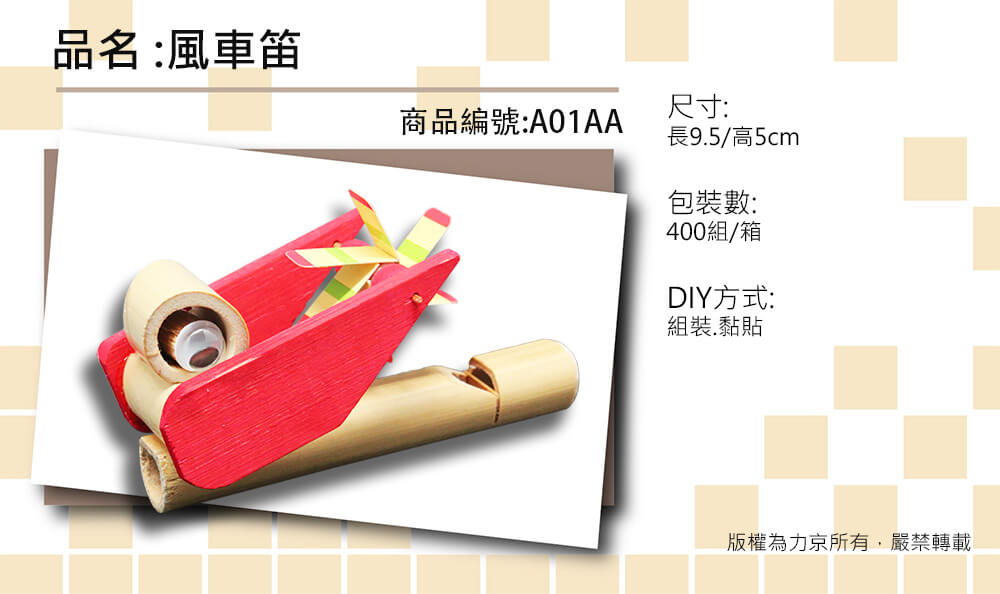 品名 :風車笛
商品編號:A01AA
尺寸:
長9.5/高5cm
包裝數:
400組/箱
DIY方式:
組裝.黏貼
版權為力京所有，嚴禁轉載